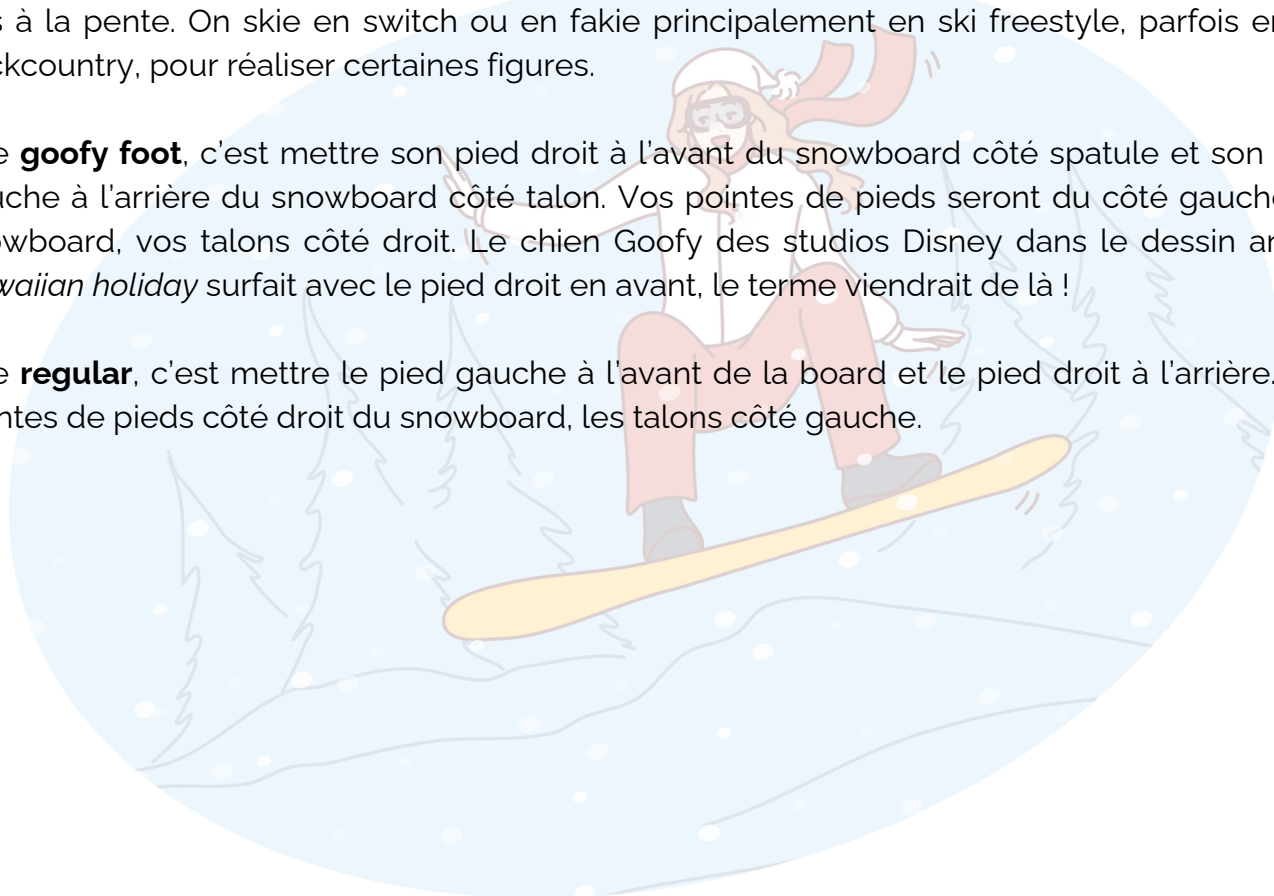 s à la pente. On skie en switch ou en fakie principalement en ski freestyle, parfois en
ckcountry, pour réaliser certaines figures.
e goofy foot, c’est mettre son pied droit à l’avant du snowboard côté spatule et son
uche à l’arrière du snowboard côté talon. Vos pointes de pieds seront du côté gauche
owboard, vos talons côté droit. Le chien Goofy des studios Disney dans le dessin an
waiian holiday surfait avec le pied droit en avant, le terme viendrait de là !
e regular, c’est mettre le pied gauche à l’avant de la board et le pied droit à l’arrière.
ntes de pieds côté droit du snowboard, les talons côté gauche.